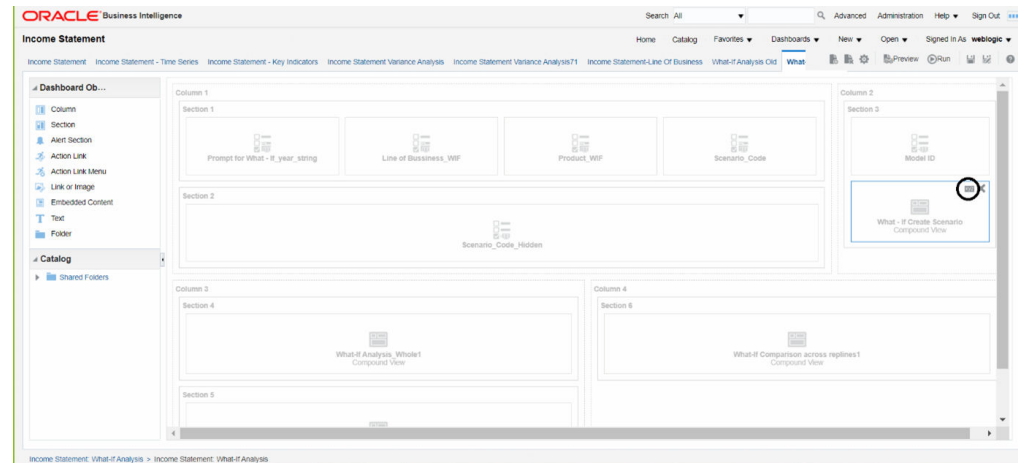 ORACLE Business Intelligence
Search All
Advanced Administration Help Sign Out
Income Statement
Home Catalog Favorites Dashboards New Open Signed In As weblogic
Income Statement Income Statement - Time Series Income Statement - Key Indicators Income Statement Variance Analysis Income Statement Variance Analysis71 Income Statement-Line Of Business What-If Analysis Old What- Preview Run
Dashboard Ob...
Column
Section
Alert Section
Action Link
Action Link Menu
Link or Image
Embedded Content
Text
Folder
Catalog
Shared Folders
Column 1
Section 1
Prompt for What - If_year_string
Line of Bussiness_WIF
Product_WIF
Scenario_Code
Section 2
Scenario_Code_Hidden
Column 2
Section 3
Model ID
What - If Create Scenario
Compound View
Column 3
Section 4
What-If Analysis_Whole1
Compound View
Section 5
Column 4
Section 6
What-If Comparison across replines1
Compound View
Income Statement: What-If Analysis > Income Statement: What-If Analysis